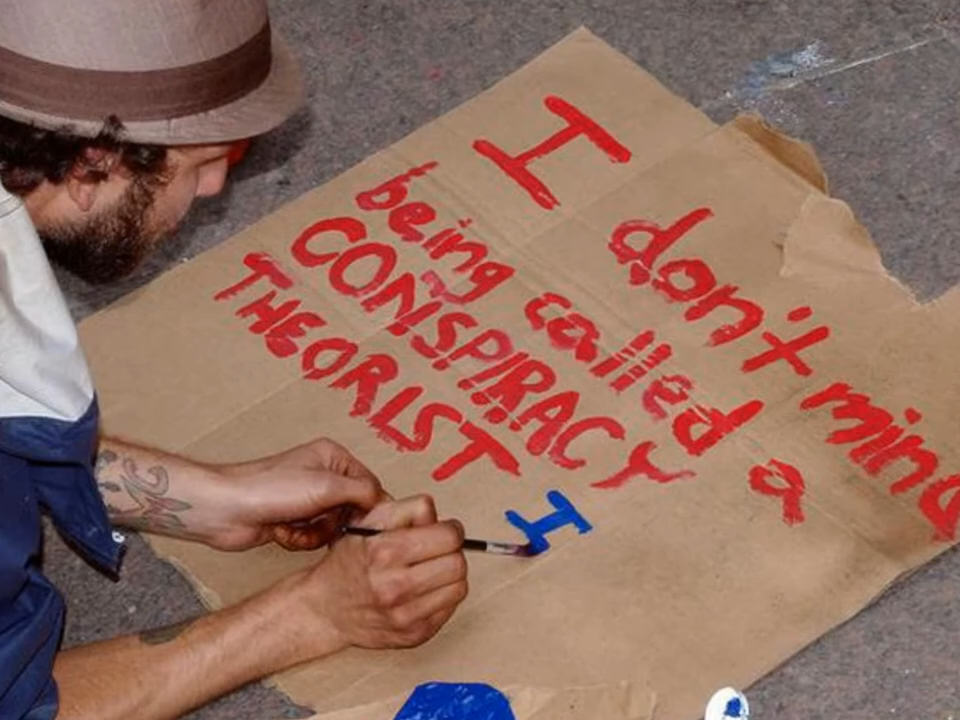 I don't mind
being called a
CONSPIRACY
THEORIST
I